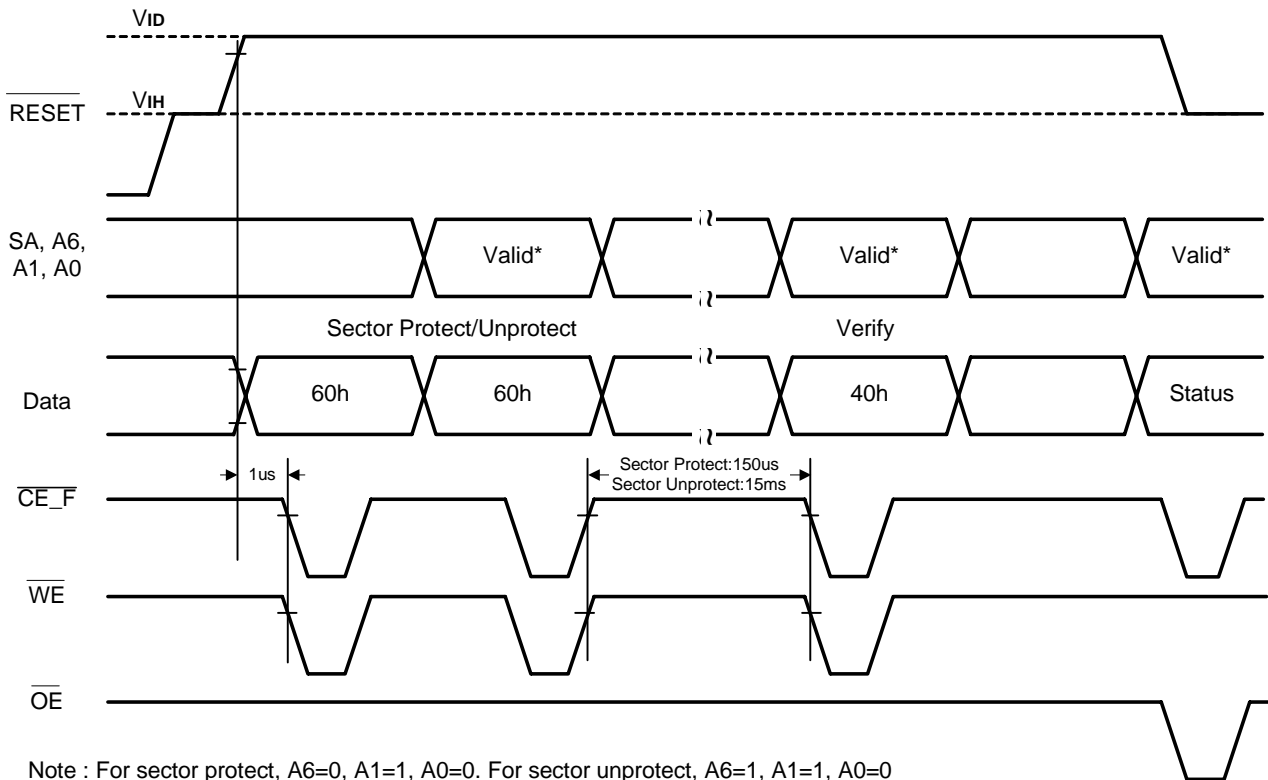 VID
VIH
RESET
SA, A6,
A1, A0
Valid*
Valid*
Valid*
Sector Protect/Unprotect
Verify
Data
60h
60h
40h
Status
1us
Sector Protect:150us
Sector Unprotect:15ms
CE_F
WE
OE
Note : For sector protect, A6=0, A1=1, A0=0. For sector unprotect, A6=1, A1=1, A0=0